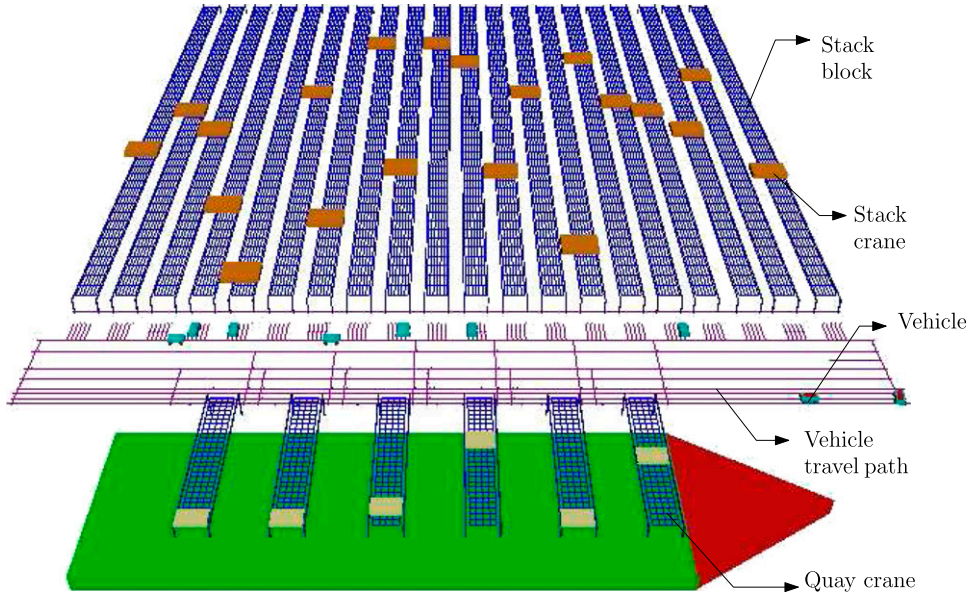 Stack
block
Stack
crane
Vehicle
Vehicle
travel path
Quay crane